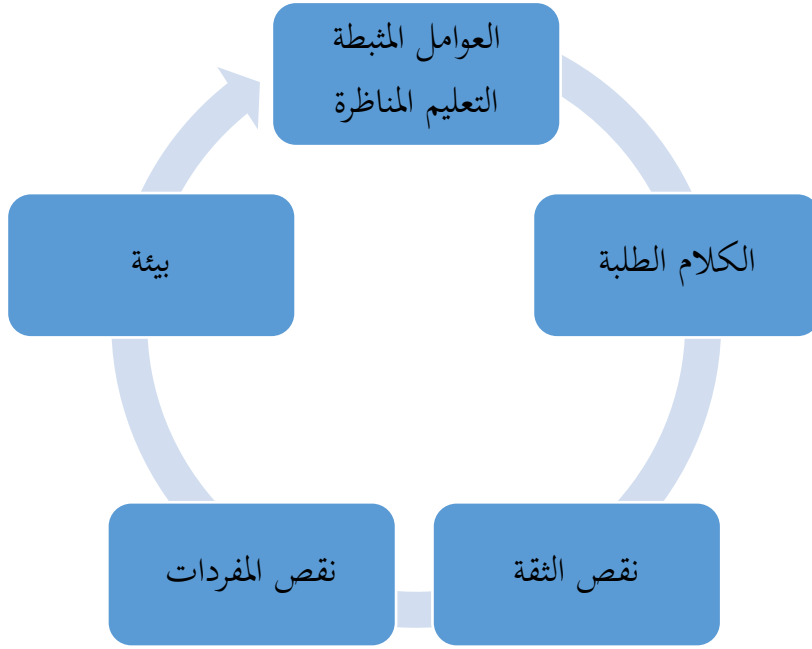 العوامل المثبطة
التعليم المناظرة
الكلام الطلبة
نقص الثقة
نقص المفردات
بيئة